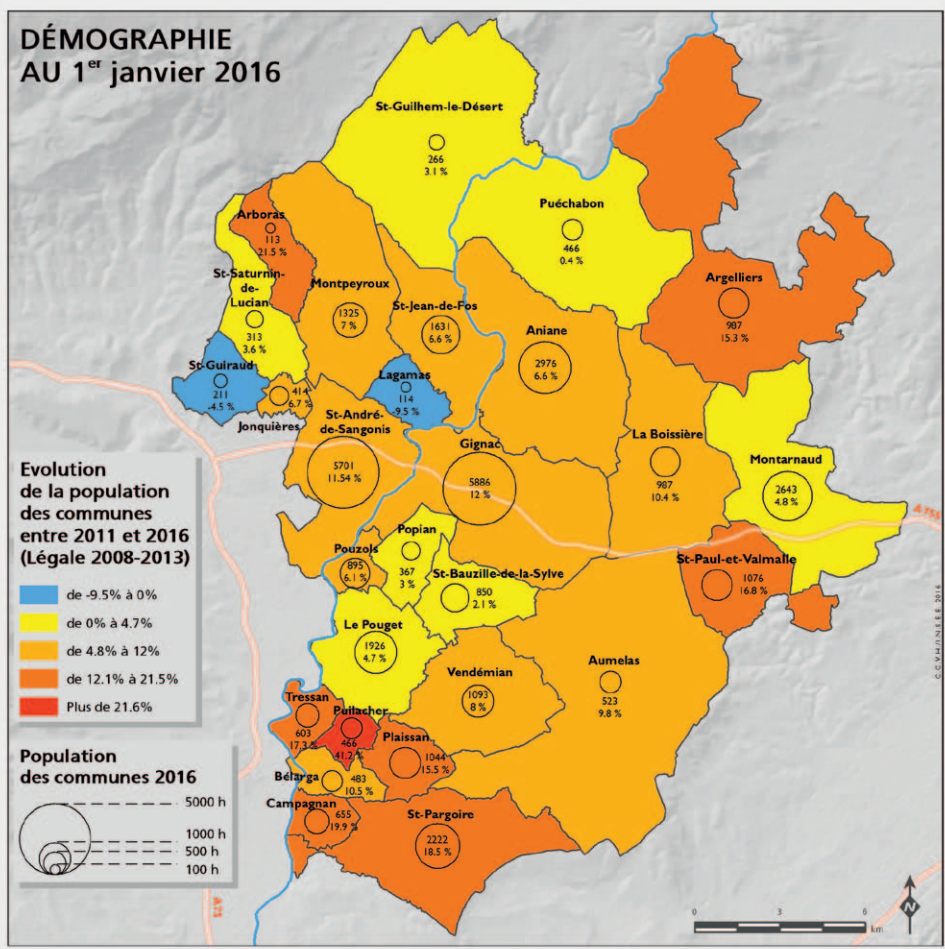 DÉMOGRAPHIE
AU 1er janvier 2016
St-Guilhem-le-Désert
266
3.1 %
Puéchabon
466
0.4 %
Arboras
113
21.5 %
Argelliers
987
15.3 %
St-Saturnin-
de-
Lucian
313
3.6 %
Montpeyroux
1325
7 %
St-Jean-de-Fos
1631
6.6 %
Aniane
2976
6.6 %
St-Guiraud
211
-4.5 %
Lagamas
114
-9.5 %
414
6.7 %
Jonquières
St-André-
de-Sangonis
5701
11.54 %
Gignac
5886
12 %
La Boissière
987
10.4 %
Montarnaud
2643
4.8 %
A750
Popian
367
3 %
Pouzols
895
6.1 %
St-Bauzille-de-la-Sylve
850
2.1 %
St-Paul-et-Valmalle
1076
16.8 %
Le Pouget
1926
4.7 %
Vendémian
1093
8 %
Aumelas
523
9.8 %
Tressan
603
17.3 %
Puilacher
466
41.2 %
Plaissan
1044
15.5 %
Bélarga
483
10.5 %
Campagnan
655
19.9 %
St-Pargoire
2222
18.5 %
Evolution
de la population
des communes
entre 2011 et 2016
(Légale 2008-2013)
de -9.5% à 0%
de 0% à 4.7%
de 4.8% à 12%
de 12.1% à 21.5%
Plus de 21.6%
Population
des communes 2016
5000 h
1000 h
500 h
100 h
A75
0 3 6
km
N